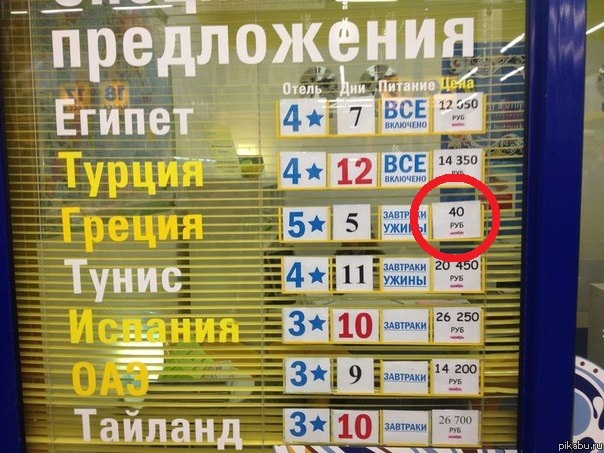 предложения
Отель Дни Питание Цена
Египет 4★ 7 ВСЕ ВКЛЮЧЕНО 12 050 РУБ
Турция 4★ 12 ВСЕ ВКЛЮЧЕНО 14 350 РУБ
Греция 5★ 5 ЗАВТРАКИ УЖИНЫ 40 РУБ
Тунис 4★ 11 ЗАВТРАКИ УЖИНЫ 20 450 РУБ
Испания 3★ 10 ЗАВТРАКИ 26 250 РУБ
ОАЭ 3★ 9 ЗАВТРАКИ 14 200 РУБ
Тайланд 3★ 10 ЗАВТРАКИ 26 700 РУБ
pikabu.ru